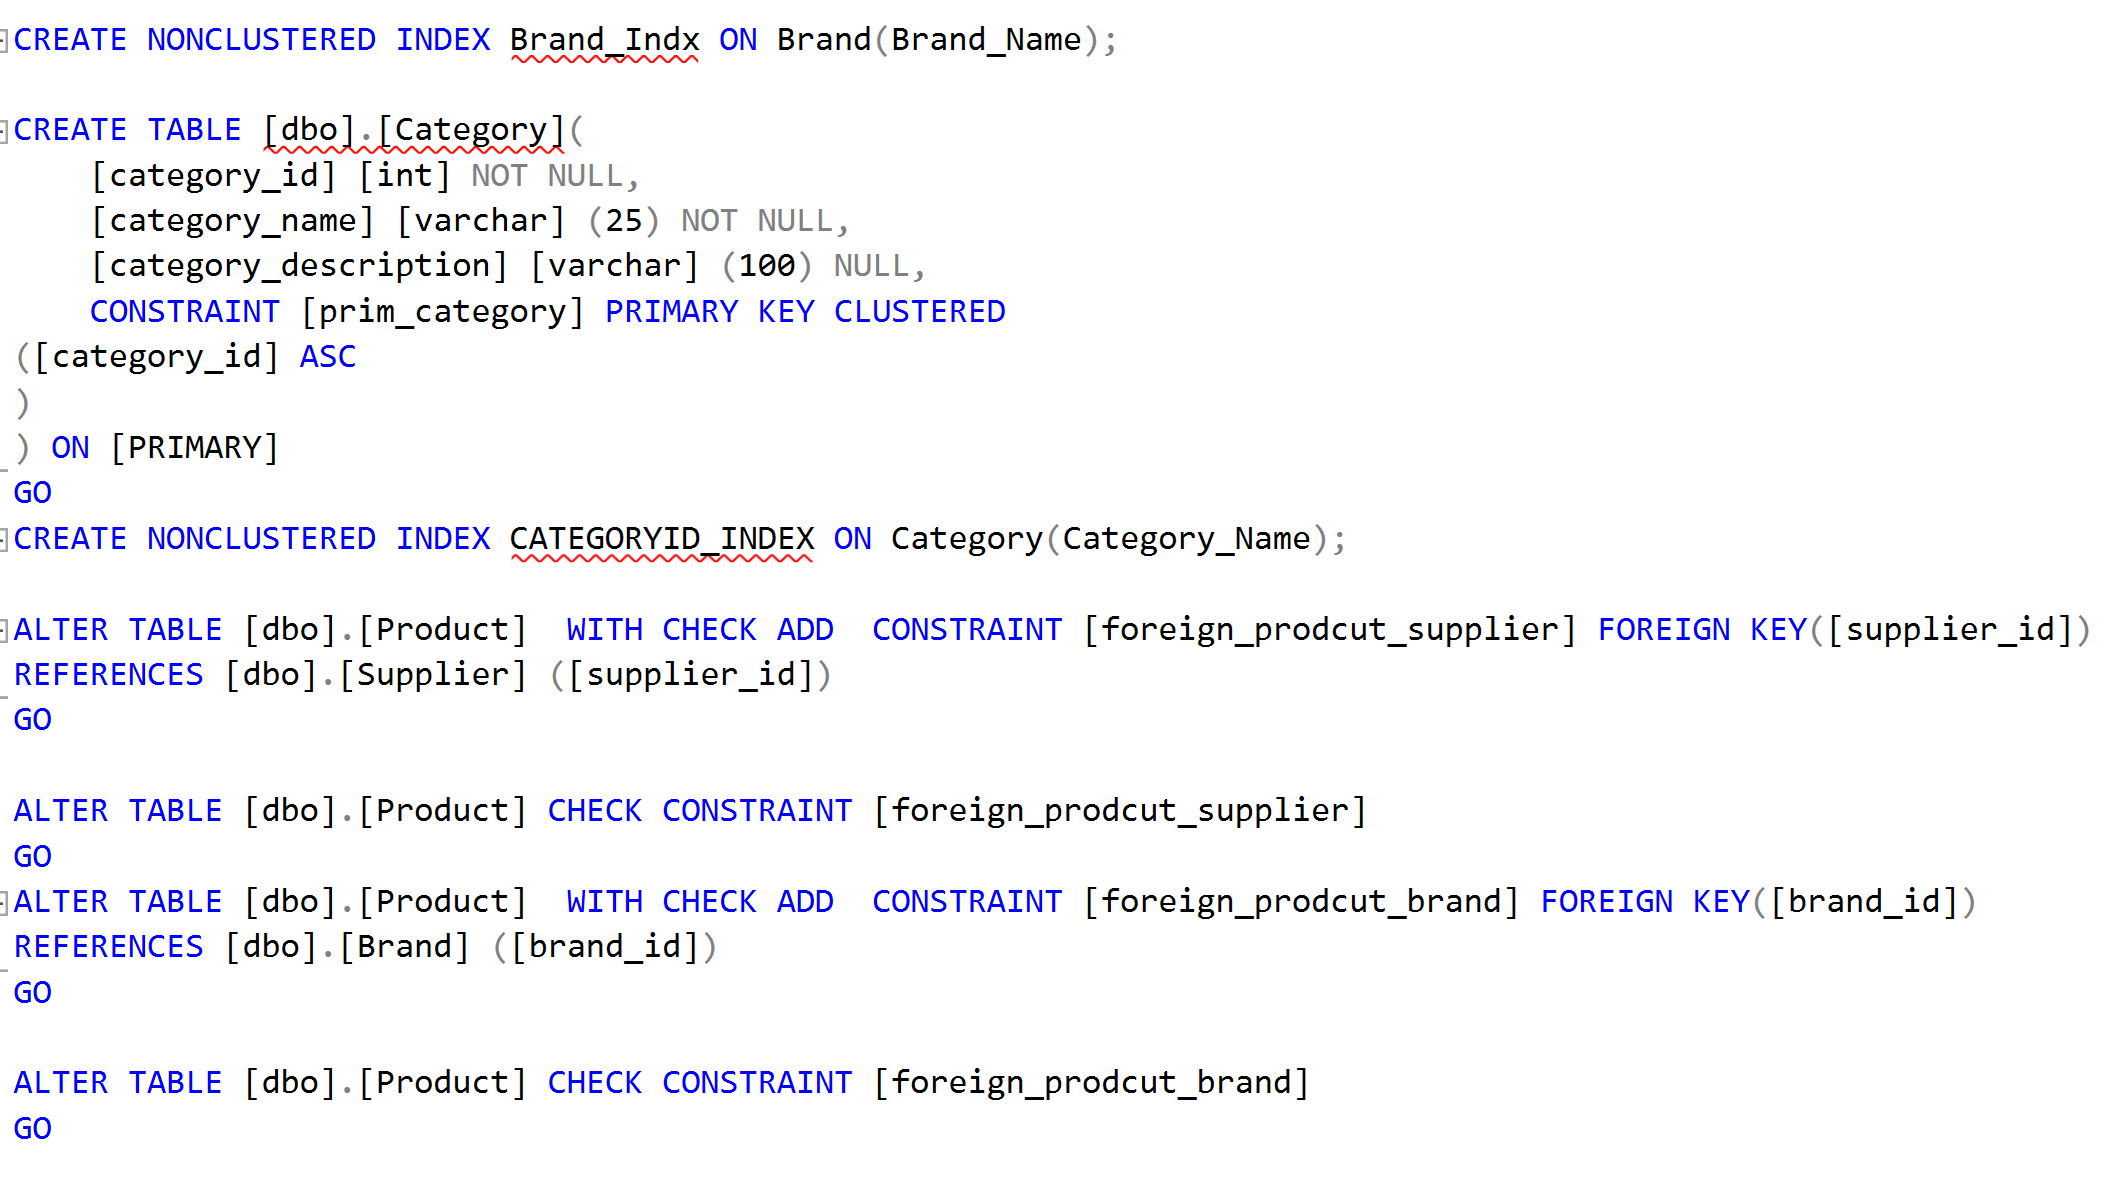 CREATE NONCLUSTERED INDEX Brand_Indx ON Brand(Brand_Name);
CREATE TABLE [dbo].[Category](
[category_id] [int] NOT NULL,
[category_name] [varchar] (25) NOT NULL,
[category_description] [varchar] (100) NULL,
CONSTRAINT [prim_category] PRIMARY KEY CLUSTERED
([category_id] ASC
)
) ON [PRIMARY]
GO
CREATE NONCLUSTERED INDEX CATEGORYID_INDEX ON Category(Category_Name);
ALTER TABLE [dbo].[Product]  WITH CHECK ADD  CONSTRAINT [foreign_prodcut_supplier] FOREIGN KEY([supplier_id])
REFERENCES [dbo].[Supplier] ([supplier_id])
GO
ALTER TABLE [dbo].[Product] CHECK CONSTRAINT [foreign_prodcut_supplier]
GO
ALTER TABLE [dbo].[Product]  WITH CHECK ADD  CONSTRAINT [foreign_prodcut_brand] FOREIGN KEY([brand_id])
REFERENCES [dbo].[Brand] ([brand_id])
GO
ALTER TABLE [dbo].[Product] CHECK CONSTRAINT [foreign_prodcut_brand]
GO